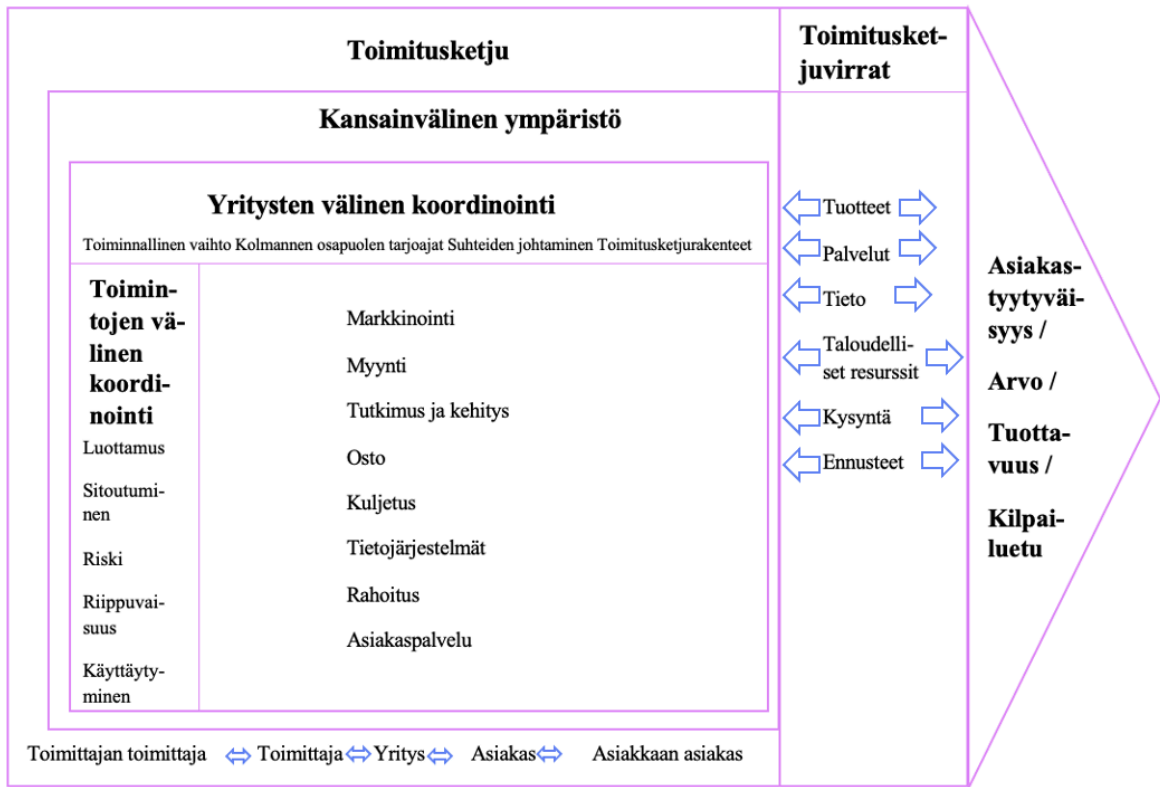 Toimitusketju
Toimitusket-
juvirrat
Kansainvälinen ympäristö
Yritysten välinen koordinointi
Toiminnallinen vaihto Kolmannen osapuolen tarjoajat Suhteiden johtaminen Toimitusketjurakenteet
Toimin-
tojen vä-
linen
koordi-
nointi
Luottamus
Sitoutumi-
nen
Riski
Riippuvai-
suus
Käyttäyty-
minen
Markkinointi
Myynti
Tutkimus ja kehitys
Osto
Kuljetus
Tietojärjestelmät
Rahoitus
Asiakaspalvelu
Tuotteet
Palvelut
Tieto
Taloudelli-
set resurssit
Kysyntä
Ennusteet
Asiakas-
tyytyväi-
syys /
Arvo /
Tuotta-
vuus /
Kilpai-
luetu
Toimittajan toimittaja Toimittaja Yritys Asiakas Asiakkaan asiakas